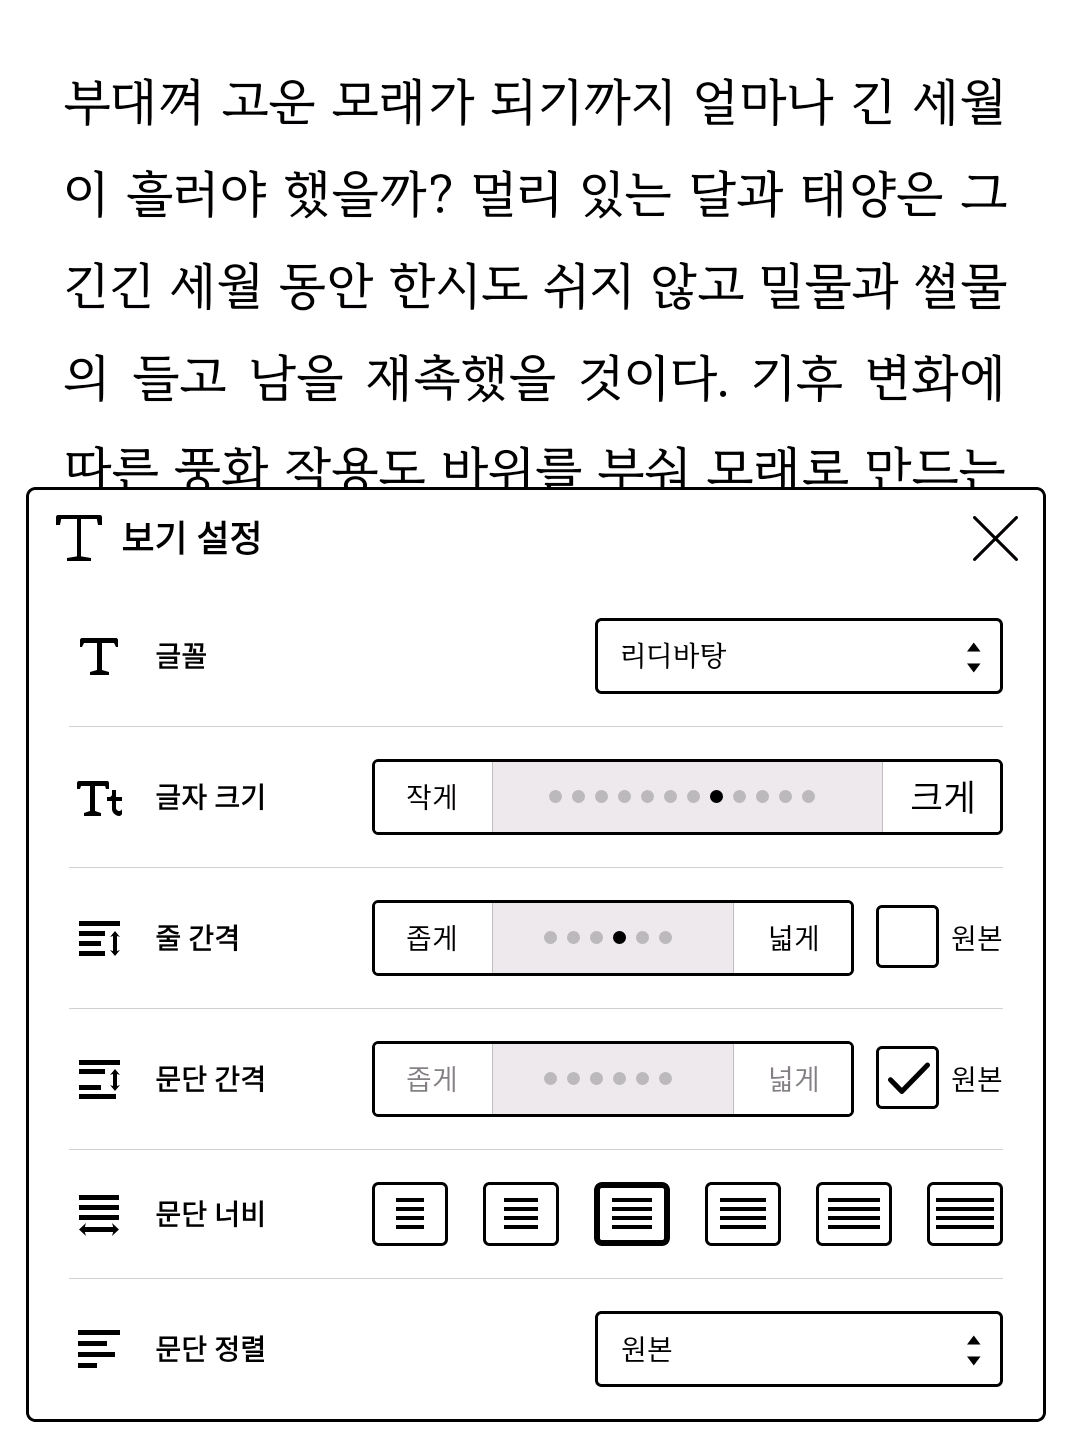 부대껴 고운 모래가 되기까지 얼마나 긴 세월
이 흘러야 했을까? 멀리 있는 달과 태양은 그
긴긴 세월 동안 한시도 쉬지 않고 밀물과 썰물
의 들고 남을 재촉했을 것이다. 기후 변화에
따른 풍화 작용도 바위를 부숴 모래로 만드는
보기 설정
글꼴 리디바탕
글자 크기 작게 크게
줄 간격 좁게 넓게 원본
문단 간격 좁게 넓게 원본
문단 너비
문단 정렬 원본